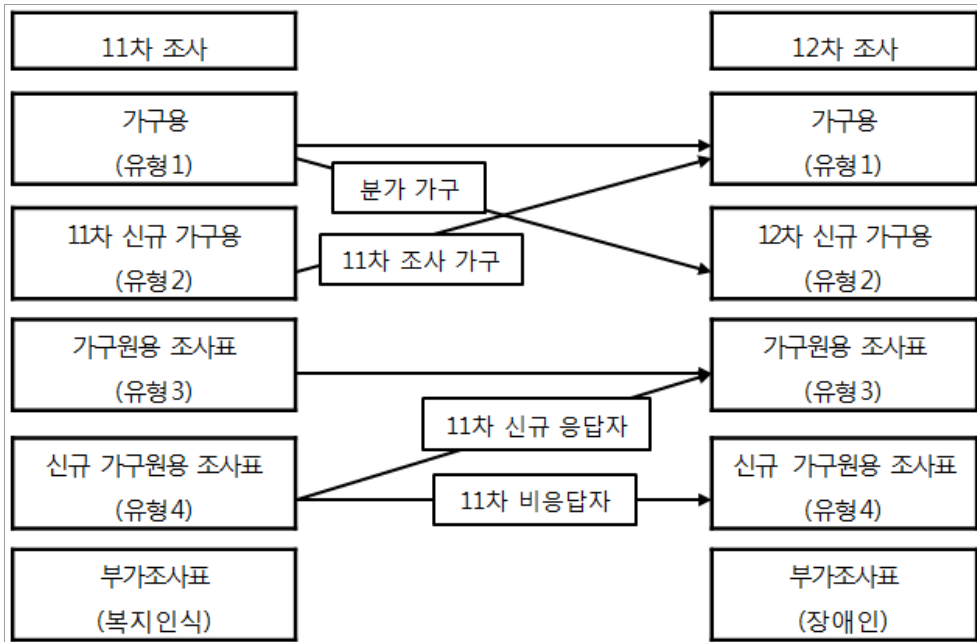 11차 조사
12차 조사
가구용
(유형1)
가구용
(유형1)
분가 가구
11차 신규 가구용
(유형2)
11차 조사 가구
12차 신규 가구용
(유형2)
가구원용 조사표
(유형3)
가구원용 조사표
(유형3)
11차 신규 응답자
신규 가구원용 조사표
(유형4)
11차 비응답자
신규 가구원용 조사표
(유형4)
부가조사표
(복지인식)
부가조사표
(장애인)